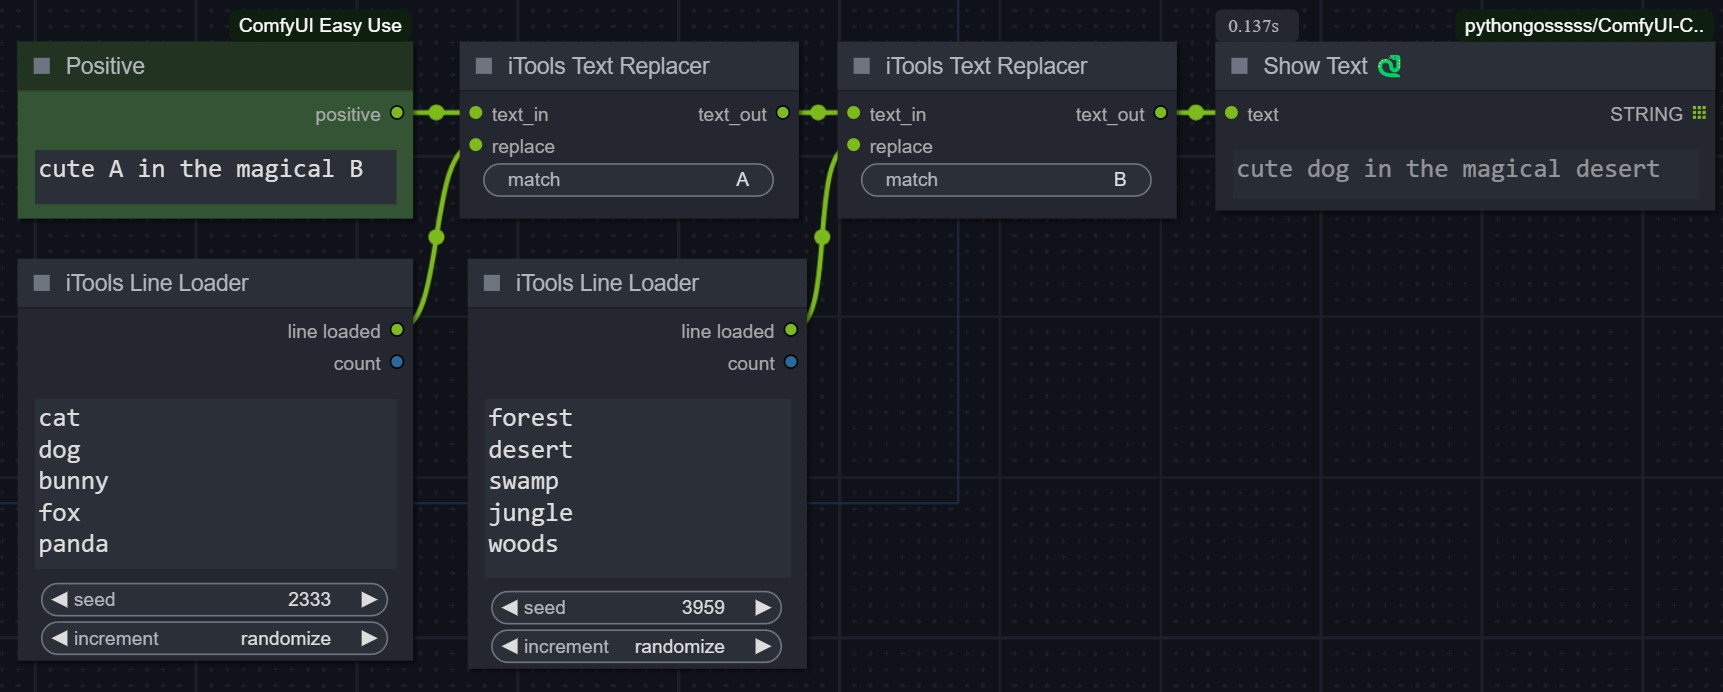 ComfyUI Easy Use
Positive
positive
cute A in the magical B
iTools Text Replacer
text_in
text_out
replace
match
A
iTools Text Replacer
text_in
text_out
replace
match
B
0.137s
pythongosssss/ComfyUI-C..
Show Text
text
STRING
cute dog in the magical desert
iTools Line Loader
line loaded
count
cat
dog
bunny
fox
panda
seed 2333
increment randomize
iTools Line Loader
line loaded
count
forest
desert
swamp
jungle
woods
seed 3959
increment randomize